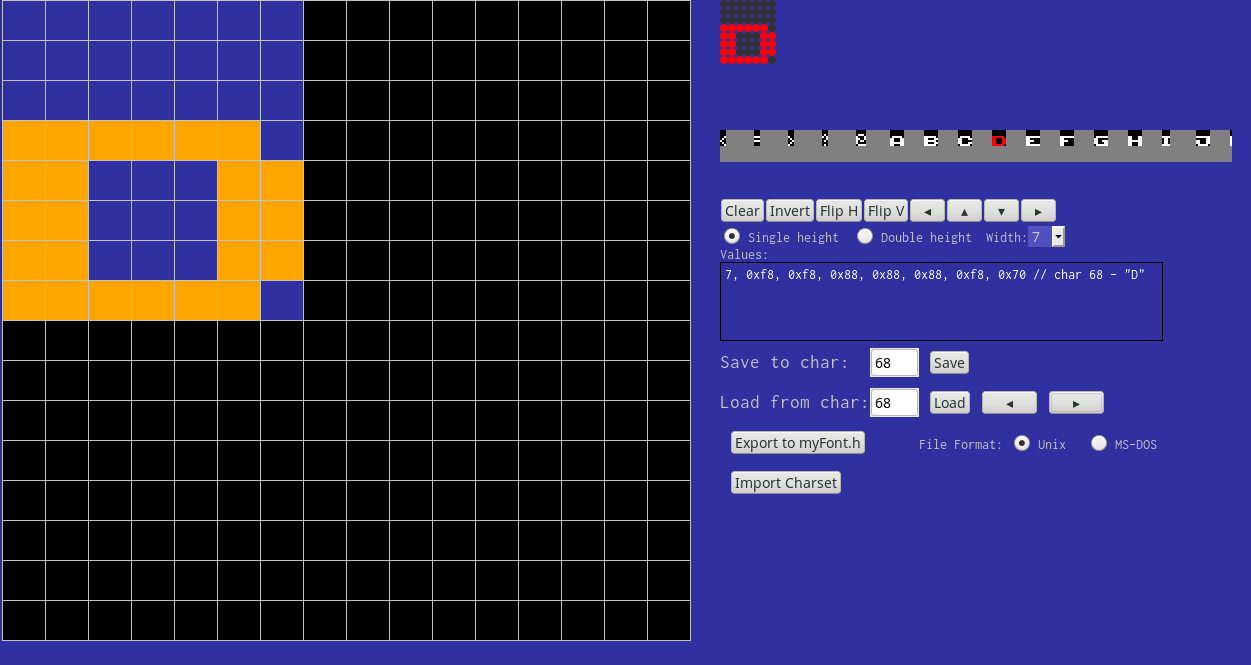 A B C D E F G H I J
Clear Invert Flip H Flip V ◄ ▲ ▼ ►
Single height Double height Width: 7
Values:
7, 0xf8, 0xf8, 0x88, 0x88, 0x88, 0xf8, 0x70 // char 68 - "D"
Save to char: 68 Save
Load from char: 68 Load ◄ ►
Export to myFont.h File Format: Unix MS-DOS
Import Charset